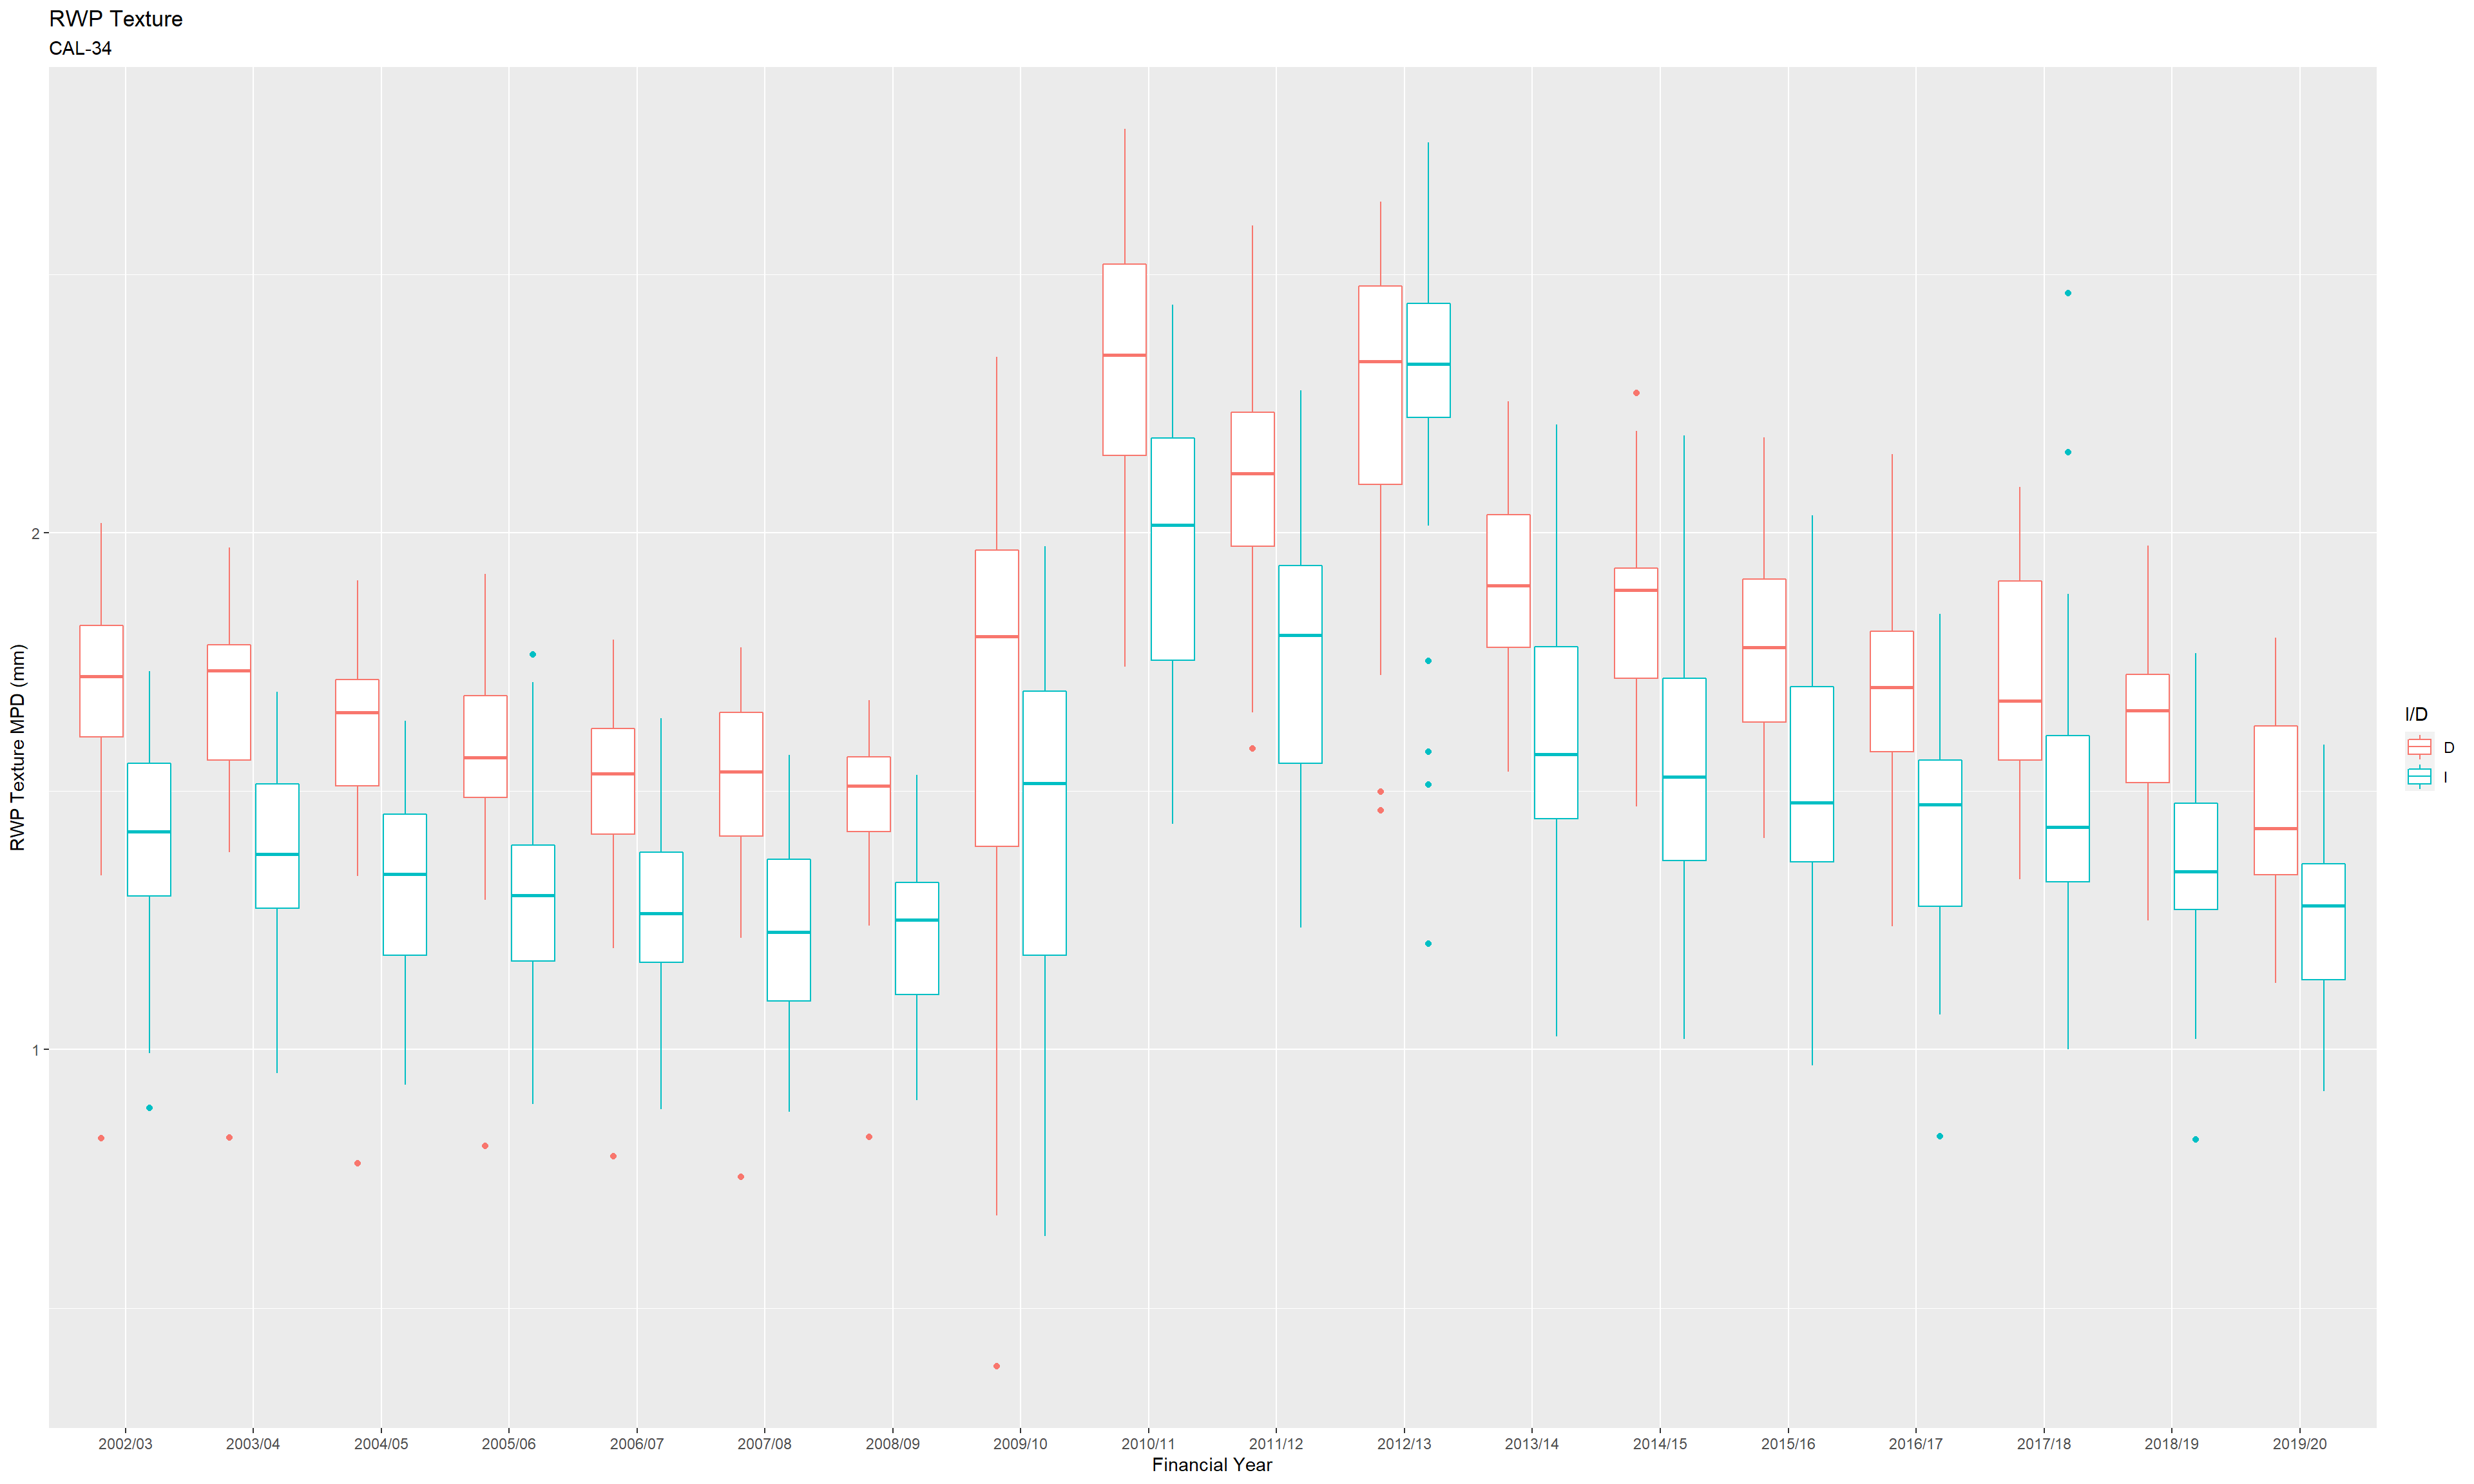 RWP Texture
CAL-34
RWP Texture MPD (mm)
2
1
2002/03 2003/04 2004/05 2005/06 2006/07 2007/08 2008/09 2009/10 2010/11 2011/12 2012/13 2013/14 2014/15 2015/16 2016/17 2017/18 2018/19 2019/20
Financial Year
I/D
D
I